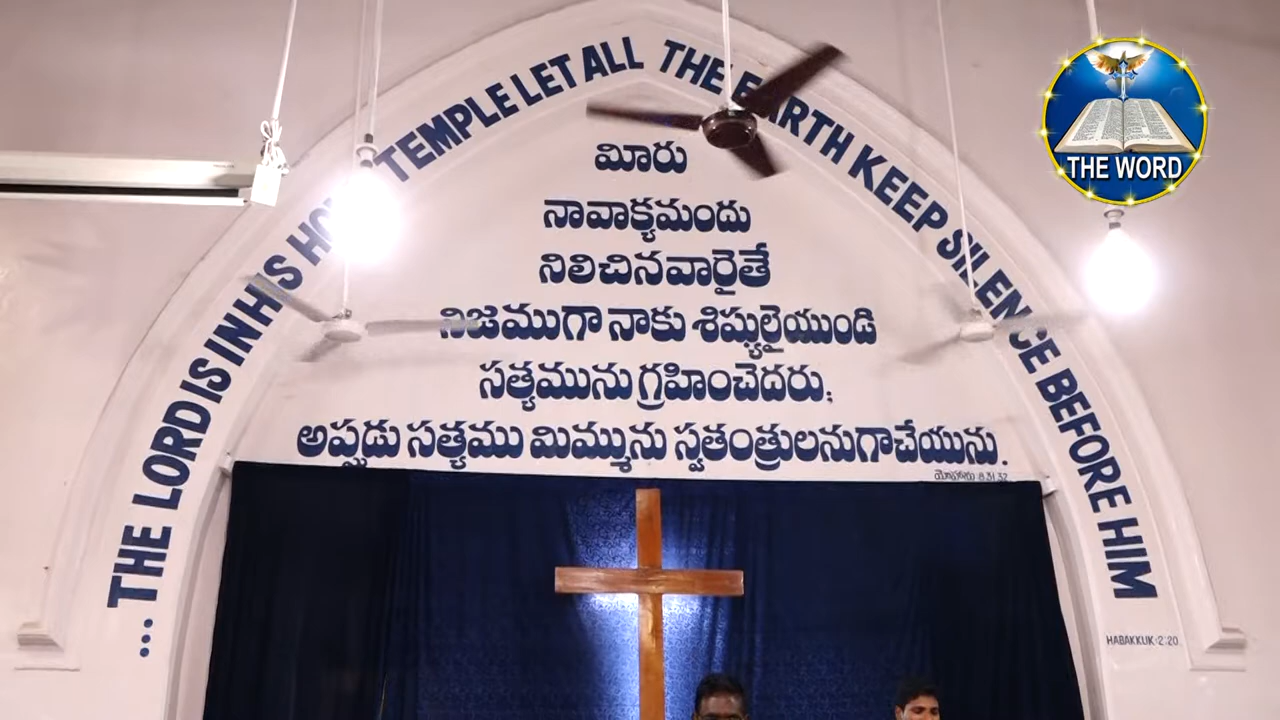 ... THE LORD IS IN HIS HOLY TEMPLE LET ALL THE EARTH KEEP SILENCE BEFORE HIM
HABAKKUK 2:20
మీరు
నావాక్యమందు
నిలిచినవారైతే
నిజముగా నాకు శిష్యులైయుండి
సత్యమును గ్రహించెదరు;
అప్పుడు సత్యము మిమ్మును స్వతంత్రులనుగాచేయును.
యోహాను 8.31,32
THE WORD